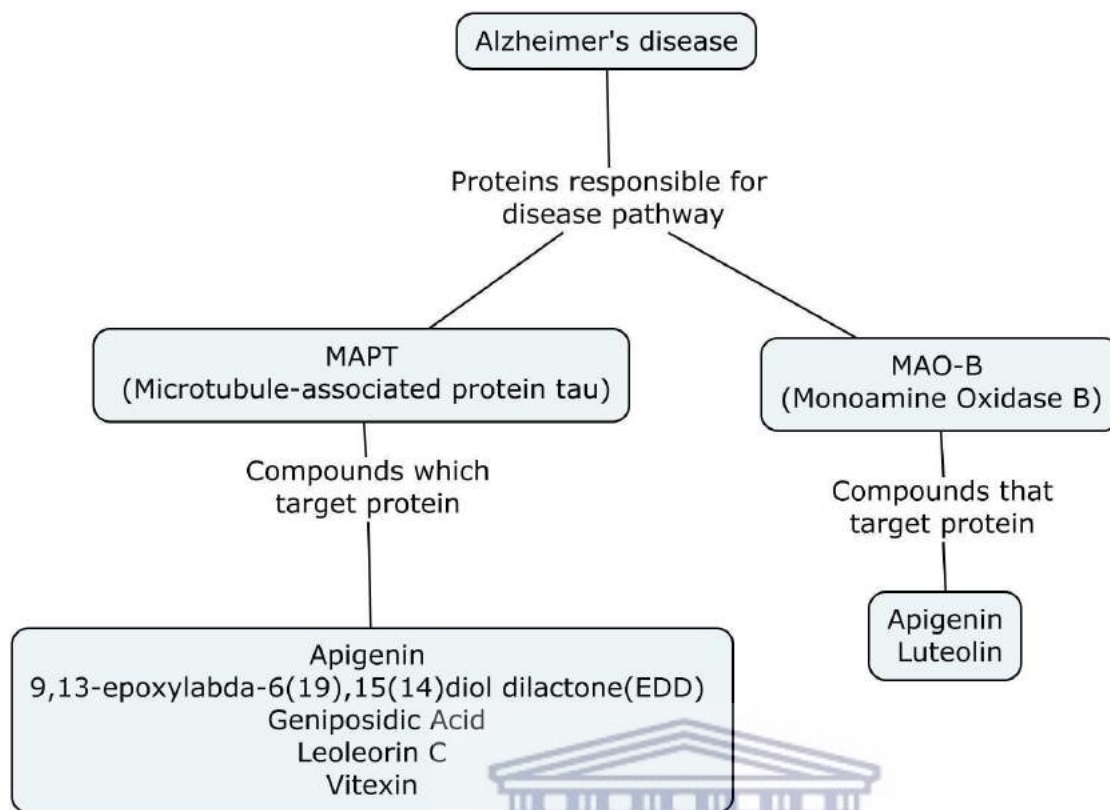 Alzheimer's disease
Proteins responsible for
disease pathway
MAPT
(Microtubule-associated protein tau)
MAO-B
(Monoamine Oxidase B)
Compounds which
target protein
Compounds that
target protein
Apigenin
9,13-epoxylabda-6(19),15(14)diol dilactone(EDD)
Geniposidic Acid
Leoleorin C
Vitexin
Apigenin
Luteolin